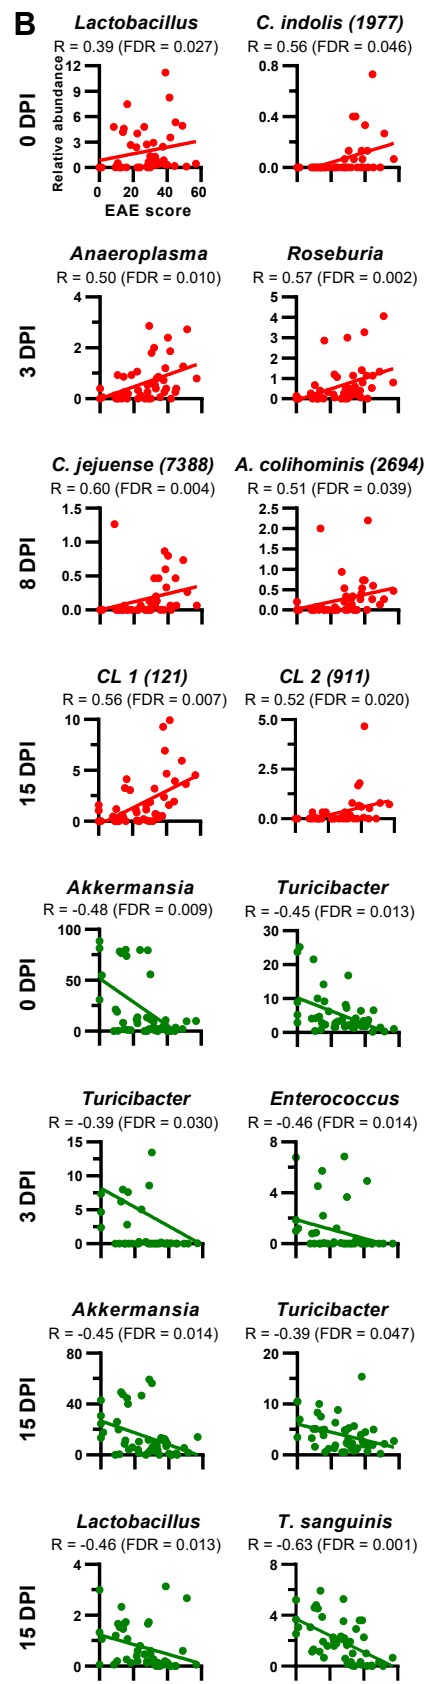 B
Lactobacillus
C. indolis (1977)
R = 0.39 (FDR = 0.027)
R = 0.56 (FDR = 0.046)
0 DPI
Relative abundance
12
9
6
3
0
0 20 40 60
EAE score
0.8
0.4
0.0
Anaeroplasma
Roseburia
R = 0.50 (FDR = 0.010)
R = 0.57 (FDR = 0.002)
3 DPI
4
2
0
5
4
3
2
1
0
C. jejuense (7388)
A. colihominis (2694)
R = 0.60 (FDR = 0.004)
R = 0.51 (FDR = 0.039)
8 DPI
1.5
1.0
0.5
0.0
2.5
2.0
1.5
1.0
0.5
0.0
CL 1 (121)
CL 2 (911)
R = 0.56 (FDR = 0.007)
R = 0.52 (FDR = 0.020)
15 DPI
10
5
0
5.0
2.5
0.0
Akkermansia
Turicibacter
R = -0.48 (FDR = 0.009)
R = -0.45 (FDR = 0.013)
0 DPI
100
50
0
30
20
10
0
Turicibacter
Enterococcus
R = -0.39 (FDR = 0.030)
R = -0.46 (FDR = 0.014)
3 DPI
15
10
5
0
8
4
0
Akkermansia
Turicibacter
R = -0.45 (FDR = 0.014)
R = -0.39 (FDR = 0.047)
15 DPI
80
40
0
20
10
0
Lactobacillus
T. sanguinis
R = -0.46 (FDR = 0.013)
R = -0.63 (FDR = 0.001)
15 DPI
4
2
0
8
4
0